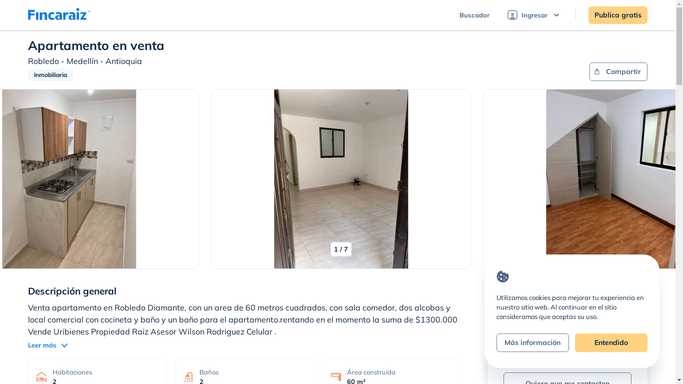 Fincaraiz
Buscador
Ingresar
Publica gratis
Apartamento en venta
Robledo - Medellín - Antioquia
Inmobiliaria
Compartir
1 / 7
Descripción general
Venta apartamento en Robledo Diamante, con un area de 60 metros cuadrados, con sala comedor, dos alcobas y
local comercial con cocineta y baño y un baño para el apartamento.rentando en el momento la suma de $1300.000
Vende Uribienes Propiedad Raiz Asesor Wilson Rodriguez Celular .
Leer más
Habitaciones
2
Baños
2
Área construida
60 m²
Utilizamos cookies para mejorar tu experiencia en
nuestro sitio web. Al continuar en el sitio
consideramos que aceptas su uso.
Más información
Entendido
Quiero que me contacten